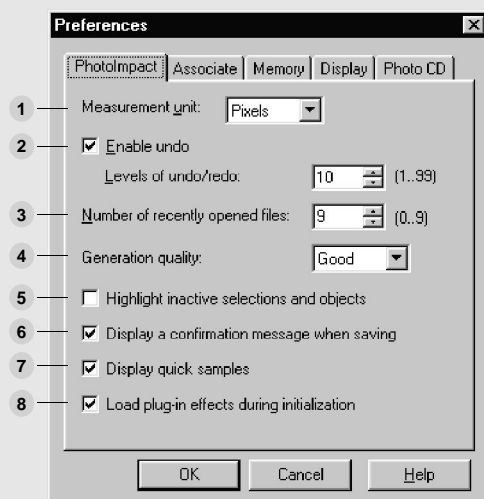 Preferences
PhotoImpact Associate Memory Display Photo CD
1 Measurement unit: Pixels
2 Enable undo
Levels of undo/redo: 10 (1..99)
3 Number of recently opened files: 9 (0..9)
4 Generation quality: Good
5 Highlight inactive selections and objects
6 Display a confirmation message when saving
7 Display quick samples
8 Load plug-in effects during initialization
OK Cancel Help